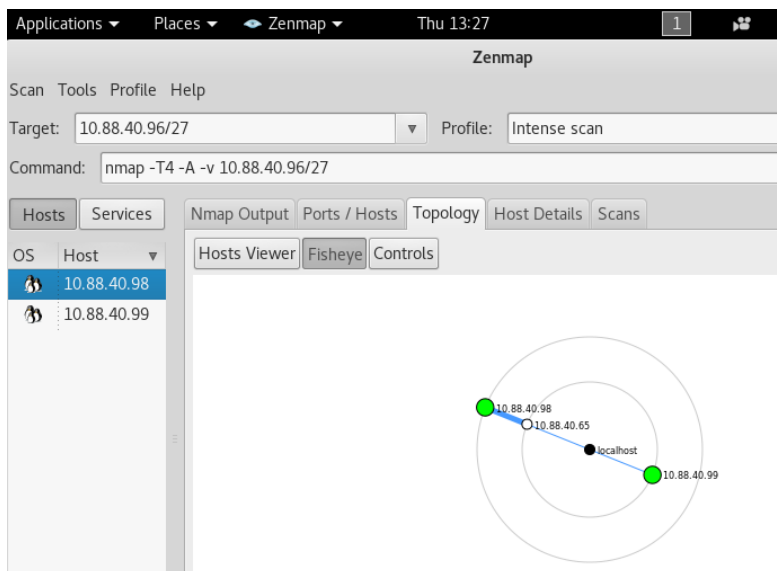 Applications Places Zenmap Thu 13:27 1
Zenmap
Scan Tools Profile Help
Target: 10.88.40.96/27 Profile: Intense scan
Command: nmap -T4 -A -v 10.88.40.96/27
Hosts Services Nmap Output Ports / Hosts Topology Host Details Scans
OS Host Hosts Viewer Fisheye Controls
10.88.40.98
10.88.40.99
10.88.40.98
10.88.40.65
localhost
10.88.40.99